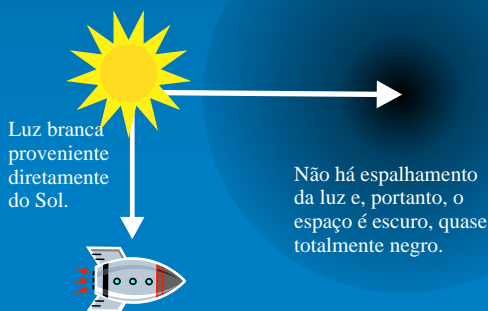 Luz branca
proveniente
diretamente
do Sol.
Não há espalhamento
da luz e, portanto, o
espaço é escuro, quase
totalmente negro.